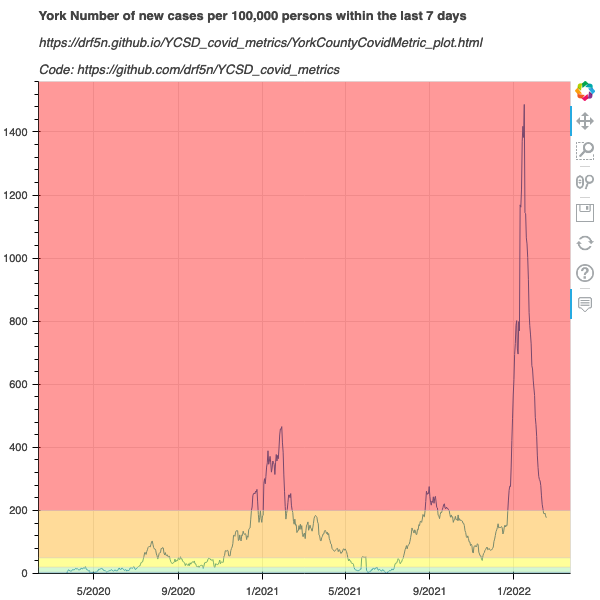 York Number of new cases per 100,000 persons within the last 7 days
https://drf5n.github.io/YCSD_covid_metrics/YorkCountyCovidMetric_plot.html
Code: https://github.com/drf5n/YCSD_covid_metrics
1400
1200
1000
800
600
400
200
0
5/2020 9/2020 1/2021 5/2021 9/2021 1/2022